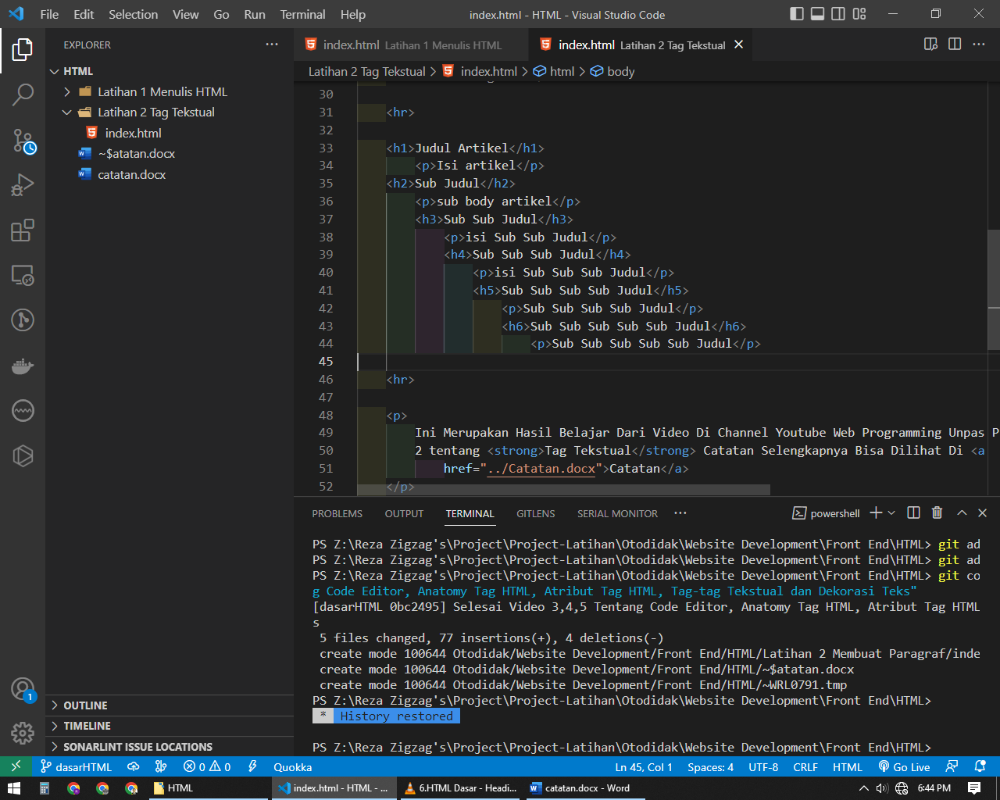 File Edit Selection View Go Run Terminal Help index.html - HTML - Visual Studio Code
EXPLORER ...
index.html Latihan 1 Menulis HTML
index.html Latihan 2 Tag Tekstual
HTML
Latihan 1 Menulis HTML
Latihan 2 Tag Tekstual
index.html
~$atatan.docx
catatan.docx
Latihan 2 Tag Tekstual > index.html > html > body
30
31 <hr>
32
33 <h1>Judul Artikel</h1>
34 <p>Isi artikel</p>
35 <h2>Sub Judul</h2>
36 <p>sub body artikel</p>
37 <h3>Sub Sub Judul</h3>
38 <p>isi Sub Sub Judul</p>
39 <h4>Sub Sub Sub Judul</h4>
40 <p>isi Sub Sub Sub Judul</p>
41 <h5>Sub Sub Sub Sub Judul</h5>
42 <p>Sub Sub Sub Sub Judul</p>
43 <h6>Sub Sub Sub Sub Sub Judul</h6>
44 <p>Sub Sub Sub Sub Sub Judul</p>
45
46 <hr>
47
48 <p>
49 Ini Merupakan Hasil Belajar Dari Video Di Channel Youtube Web Programming Unpas P
50 2 tentang <strong>Tag Tekstual</strong> Catatan Selengkapnya Bisa Dilihat Di <a
51 href="../Catatan.docx">Catatan</a>
52 </p>
PROBLEMS OUTPUT TERMINAL GITLENS SERIAL MONITOR ... powershell
PS Z:\Reza Zigzag's\Project\Project-Latihan\Otodidak\Website Development\Front End\HTML> git ad
PS Z:\Reza Zigzag's\Project\Project-Latihan\Otodidak\Website Development\Front End\HTML> git ad
PS Z:\Reza Zigzag's\Project\Project-Latihan\Otodidak\Website Development\Front End\HTML> git co
g Code Editor, Anatomy Tag HTML, Atribut Tag HTML, Tag-tag Tekstual dan Dekorasi Teks"
[dasarHTML 0bc2495] Selesai Video 3,4,5 Tentang Code Editor, Anatomy Tag HTML, Atribut Tag HTML
s
5 files changed, 77 insertions(+), 4 deletions(-)
create mode 100644 Otodidak/Website Development/Front End/HTML/Latihan 2 Membuat Paragraf/inde
create mode 100644 Otodidak/Website Development/Front End/HTML/~$atatan.docx
create mode 100644 Otodidak/Website Development/Front End/HTML/~WRL0791.tmp
PS Z:\Reza Zigzag's\Project\Project-Latihan\Otodidak\Website Development\Front End\HTML>
* History restored
PS Z:\Reza Zigzag's\Project\Project-Latihan\Otodidak\Website Development\Front End\HTML>
1
OUTLINE
TIMELINE
SONARLINT ISSUE LOCATIONS
dasarHTML 0 0 Quokka Ln 45, Col 1 Spaces: 4 UTF-8 CRLF HTML Go Live
HTML index.html - HTML - ... 6.HTML Dasar - Headi... catatan.docx - Word 6:44 PM